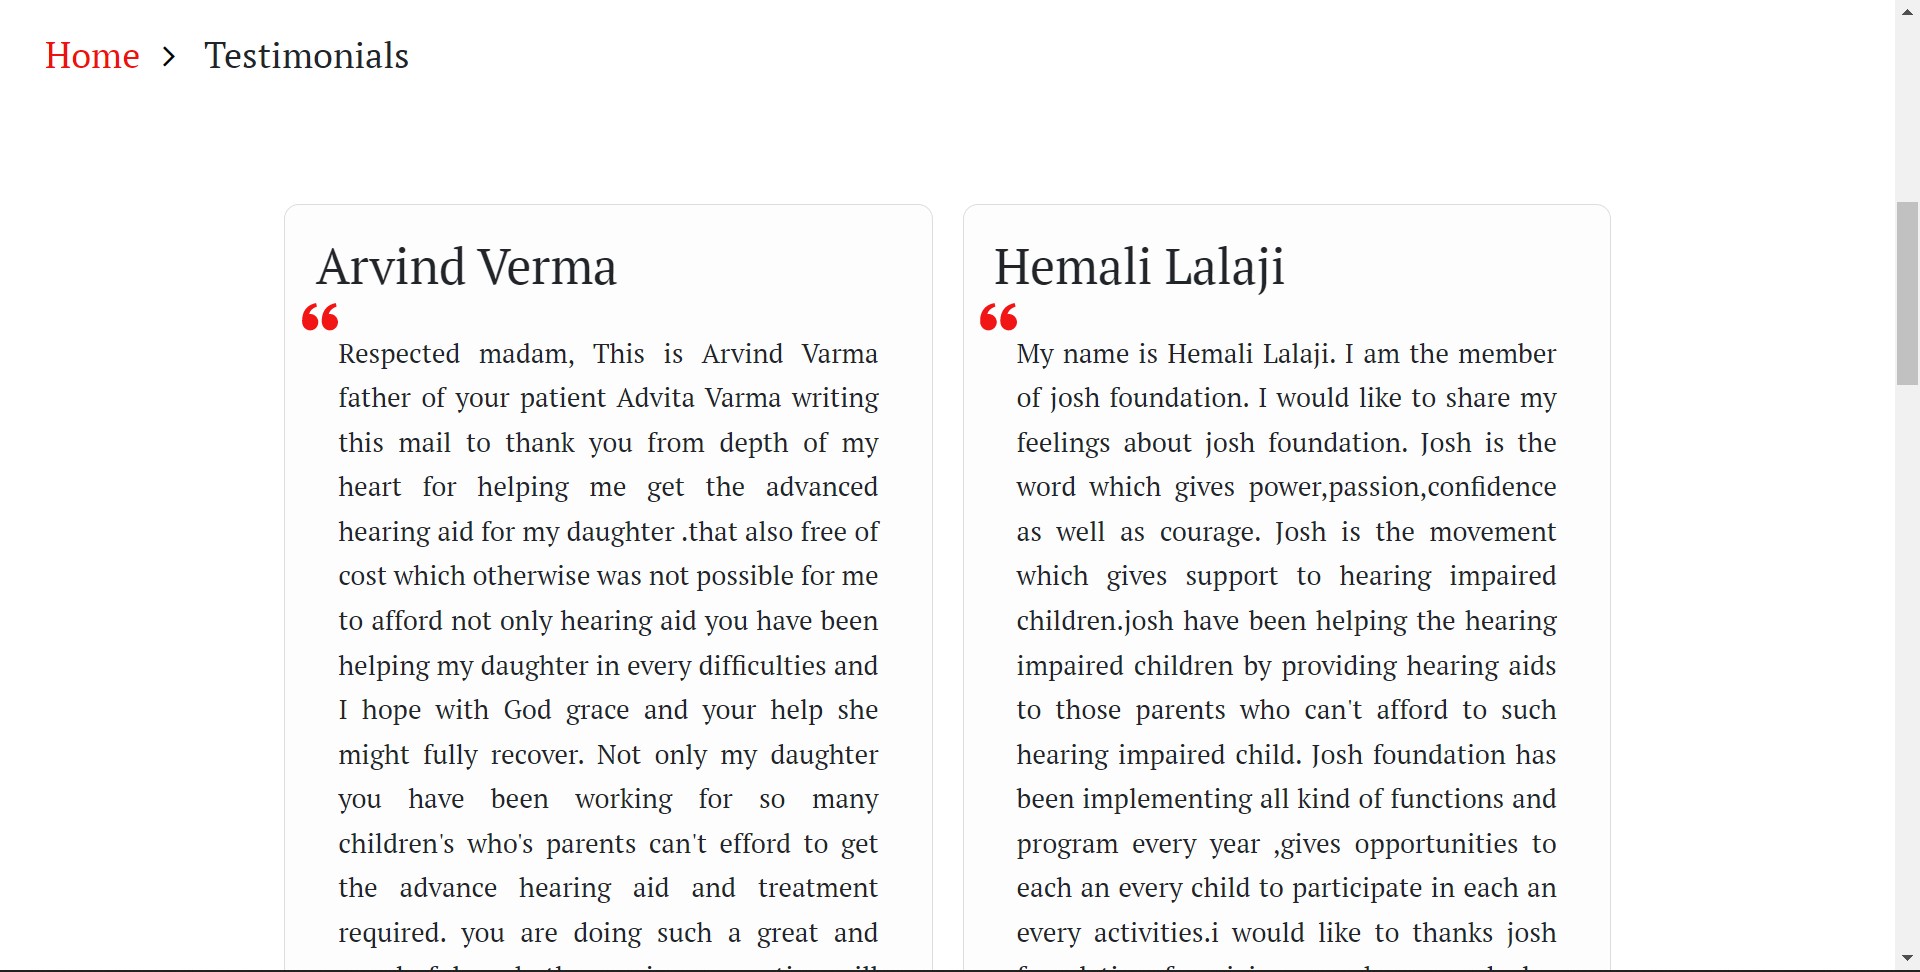 Home > Testimonials
Arvind Verma
“
Respected madam, This is Arvind Varma
father of your patient Advita Varma writing
this mail to thank you from depth of my
heart for helping me get the advanced
hearing aid for my daughter .that also free of
cost which otherwise was not possible for me
to afford not only hearing aid you have been
helping my daughter in every difficulties and
I hope with God grace and your help she
might fully recover. Not only my daughter
you have been working for so many
children's who's parents can't efford to get
the advance hearing aid and treatment
required. you are doing such a great and
Hemali Lalaji
“
My name is Hemali Lalaji. I am the member
of josh foundation. I would like to share my
feelings about josh foundation. Josh is the
word which gives power,passion,confidence
as well as courage. Josh is the movement
which gives support to hearing impaired
children.josh have been helping the hearing
impaired children by providing hearing aids
to those parents who can't afford to such
hearing impaired child. Josh foundation has
been implementing all kind of functions and
program every year ,gives opportunities to
each an every child to participate in each an
every activities.i would like to thanks josh